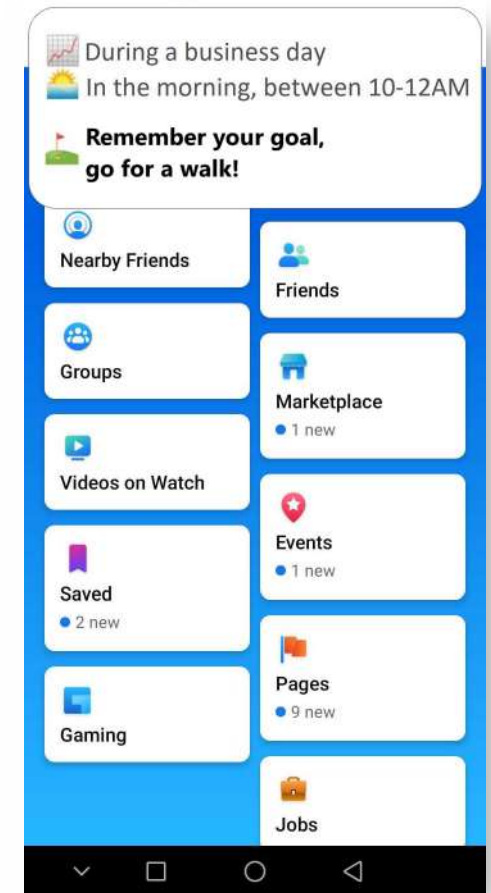 During a business day
In the morning, between 10-12AM
Remember your goal,
go for a walk!
Nearby Friends
Groups
Videos on Watch
Saved
2 new
Gaming
Friends
Marketplace
1 new
Events
1 new
Pages
9 new
Jobs